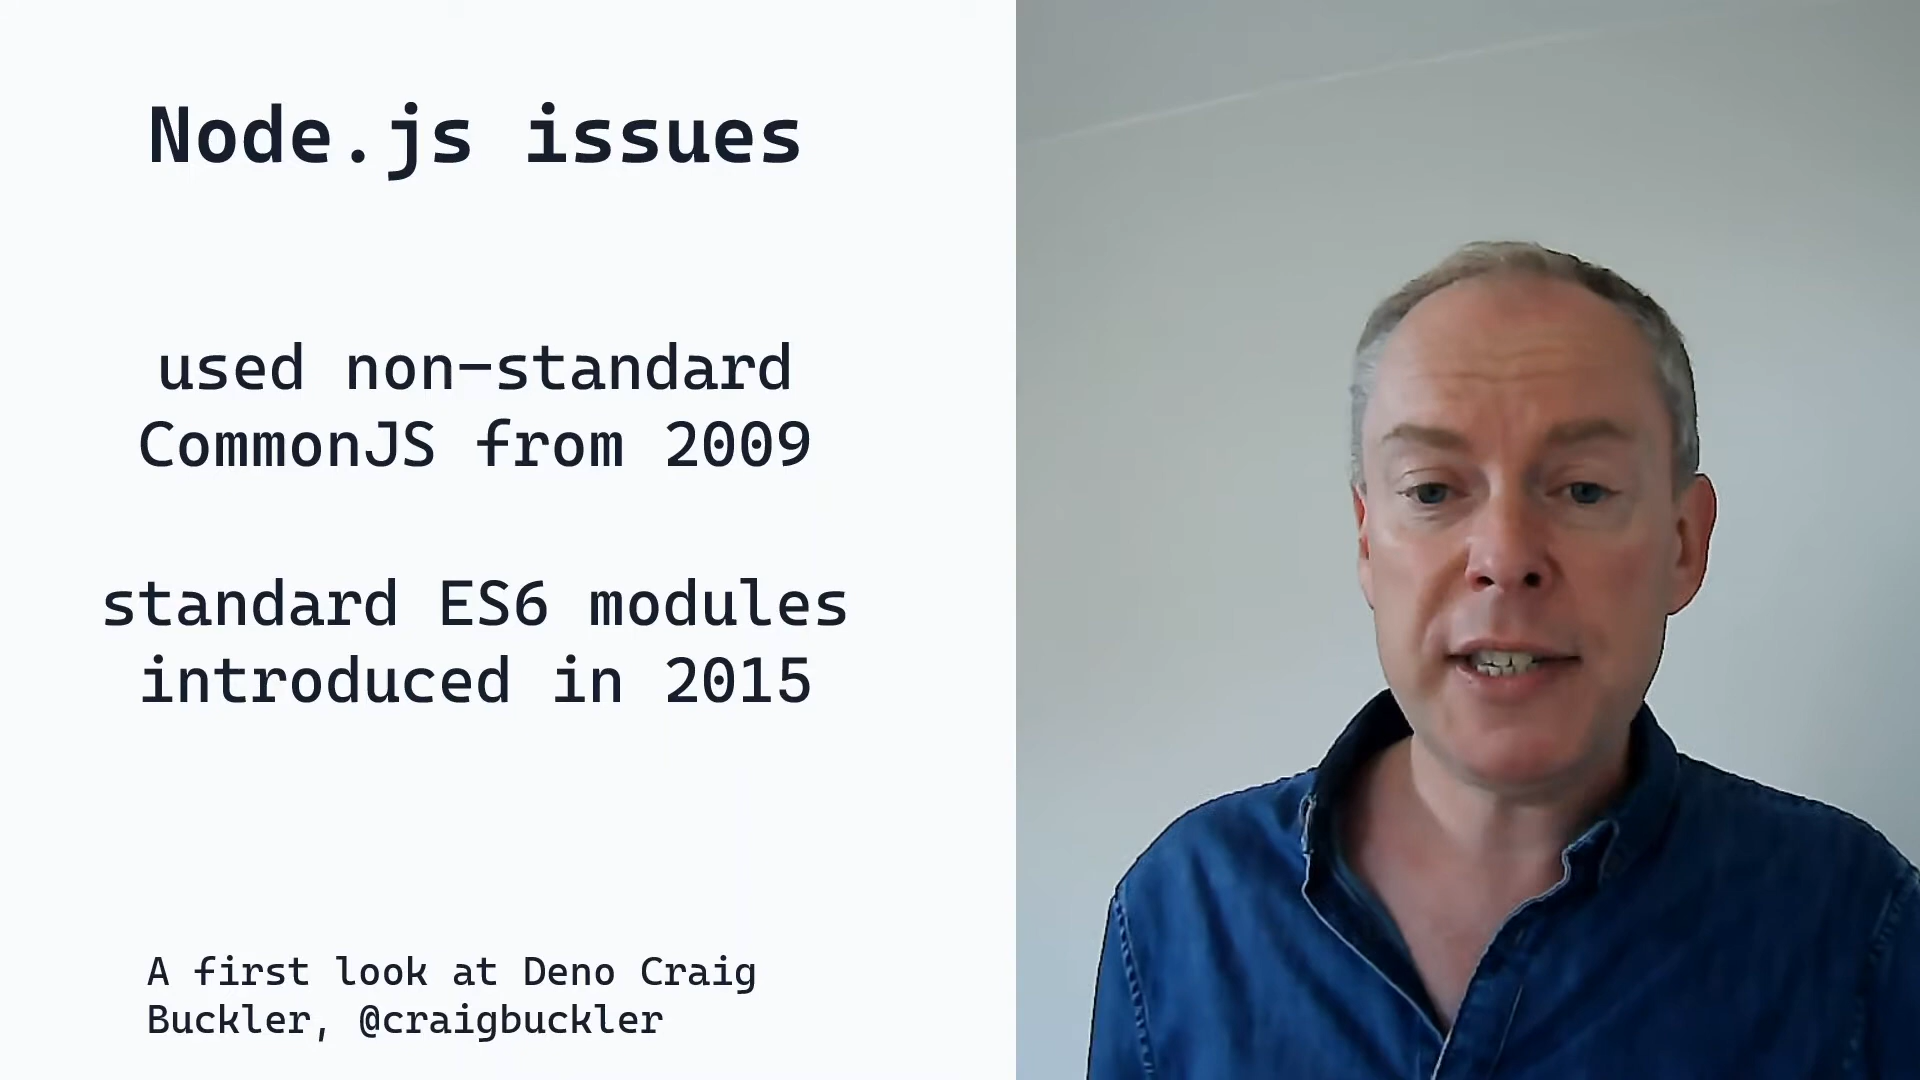 Node.js issues
used non-standard
CommonJS from 2009
standard ES6 modules
introduced in 2015
A first look at Deno Craig
Buckler, @craigbuckler